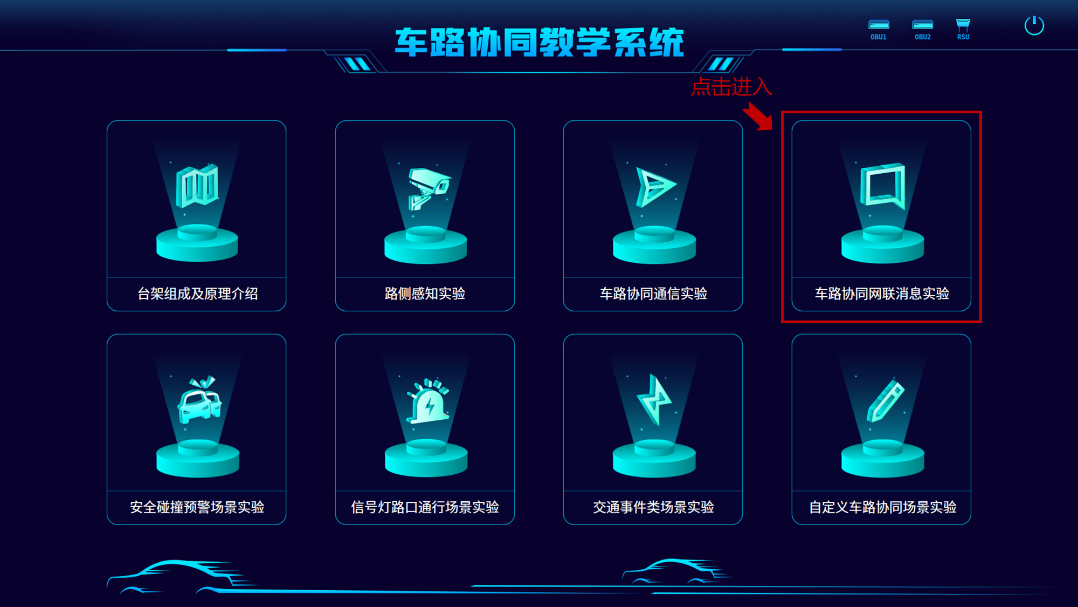 车路协同教学系统
OBU1
OBU2
RSU
点击进入
台架组成及原理介绍
路侧感知实验
车路协同通信实验
车路协同网联消息实验
安全碰撞预警场景实验
信号灯路口通行场景实验
交通事件类场景实验
自定义车路协同场景实验